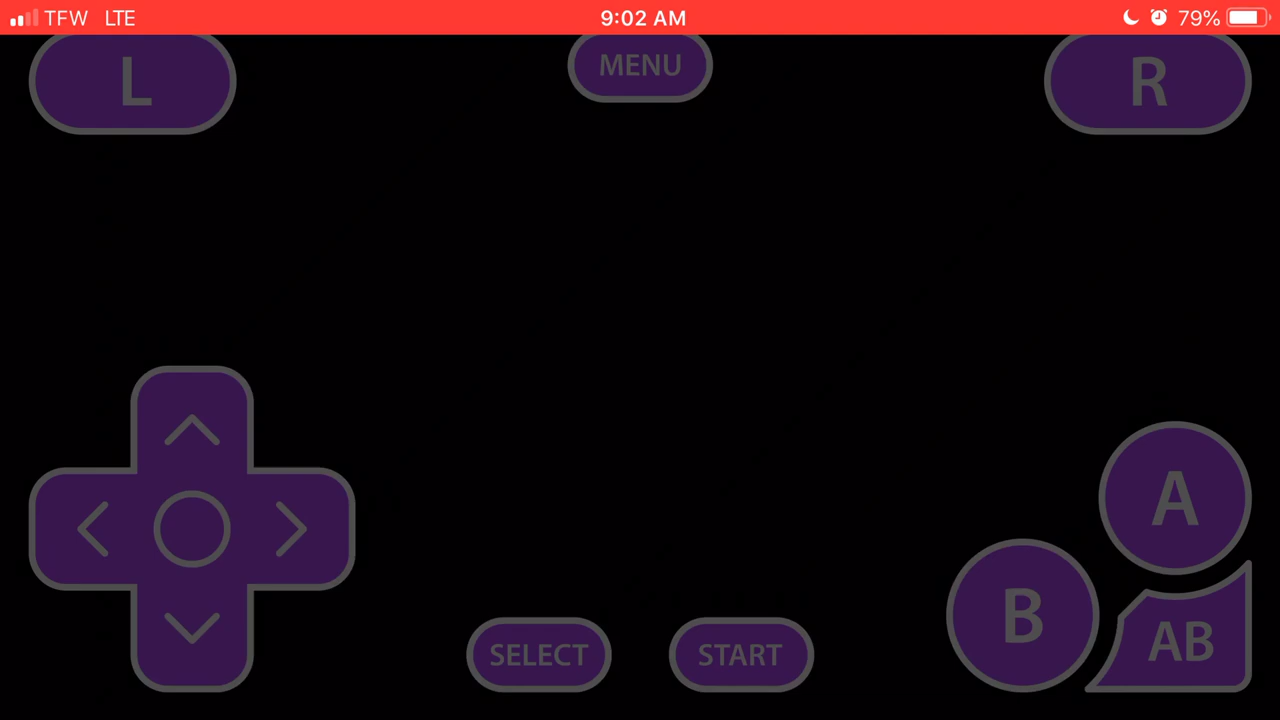 TFW LTE 9:02 AM 79%
L MENU R
A
B AB
SELECT START